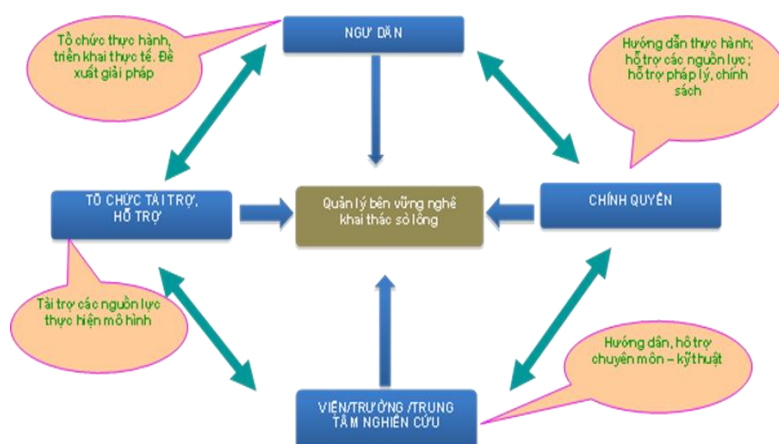 NGƯ DÂN
Tổ chức thực hành,
triển khai thực tế. Đề
xuất giải pháp
Hướng dẫn thực hành;
hỗ trợ các nguồn lực;
hỗ trợ pháp lý, chính
sách
TỔ CHỨC TÀI TRỢ,
HỖ TRỢ
Quản lý bên vững nghê
khai thác sò lông
CHÍNH QUYỀN
Tài trợ các nguồn lực
thực hiện mô hình
Hướng dẫn, hỗ trợ
chuyên môn – kỹ thuật
VIỆN/TRƯỜNG /TRUNG
TÂM NGHIÊN CỨU